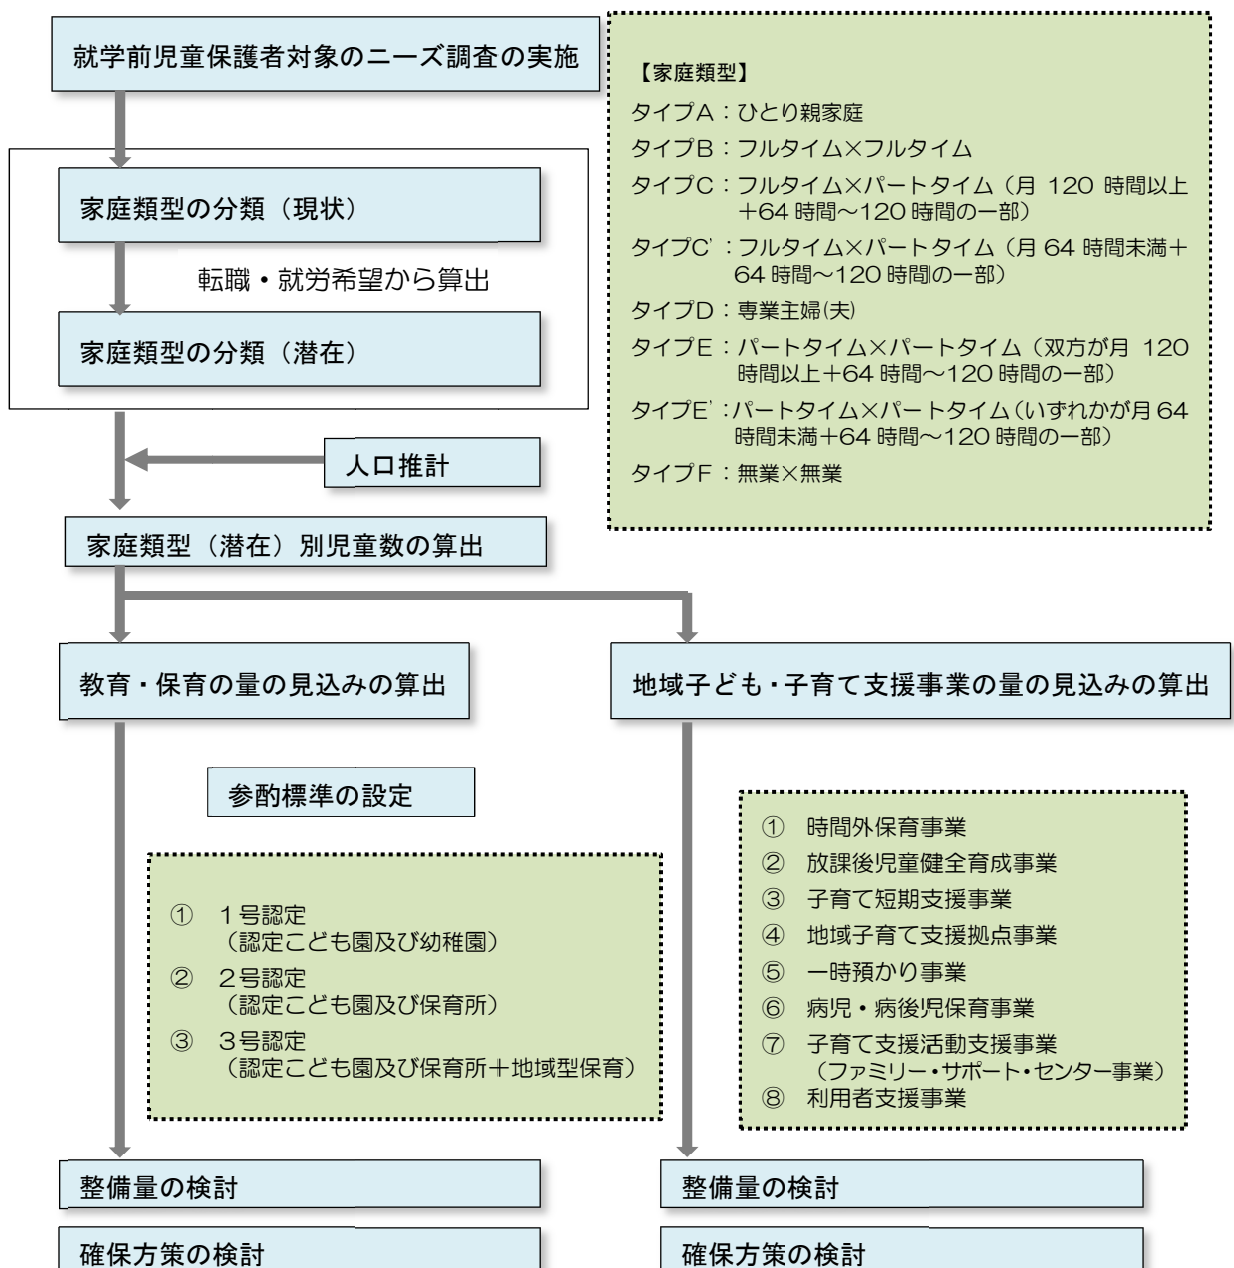 就学前児童保護者対象のニーズ調査の実施
家庭類型の分類（現状）
転職・就労希望から算出
家庭類型の分類（潜在）
人口推計
家庭類型（潜在）別児童数の算出
【家庭類型】
タイプA：ひとり親家庭
タイプB：フルタイム×フルタイム
タイプC：フルタイム×パートタイム（月 120 時間以上
＋64 時間～120 時間の一部）
タイプC'：フルタイム×パートタイム（月 64 時間未満＋
64 時間～120 時間の一部）
タイプD：専業主婦(夫)
タイプE：パートタイム×パートタイム（双方が月 120
時間以上＋64 時間～120 時間の一部）
タイプE'：パートタイム×パートタイム（いずれかが月 64
時間未満＋64 時間～120 時間の一部）
タイプF：無業×無業
教育・保育の量の見込みの算出
参酌標準の設定
① 1号認定
（認定こども園及び幼稚園）
② 2号認定
（認定こども園及び保育所）
③ 3号認定
（認定こども園及び保育所＋地域型保育）
整備量の検討
確保方策の検討
地域子ども・子育て支援事業の量の見込みの算出
① 時間外保育事業
② 放課後児童健全育成事業
③ 子育て短期支援事業
④ 地域子育て支援拠点事業
⑤ 一時預かり事業
⑥ 病児・病後児保育事業
⑦ 子育て支援活動支援事業
（ファミリー・サポート・センター事業）
⑧ 利用者支援事業
整備量の検討
確保方策の検討